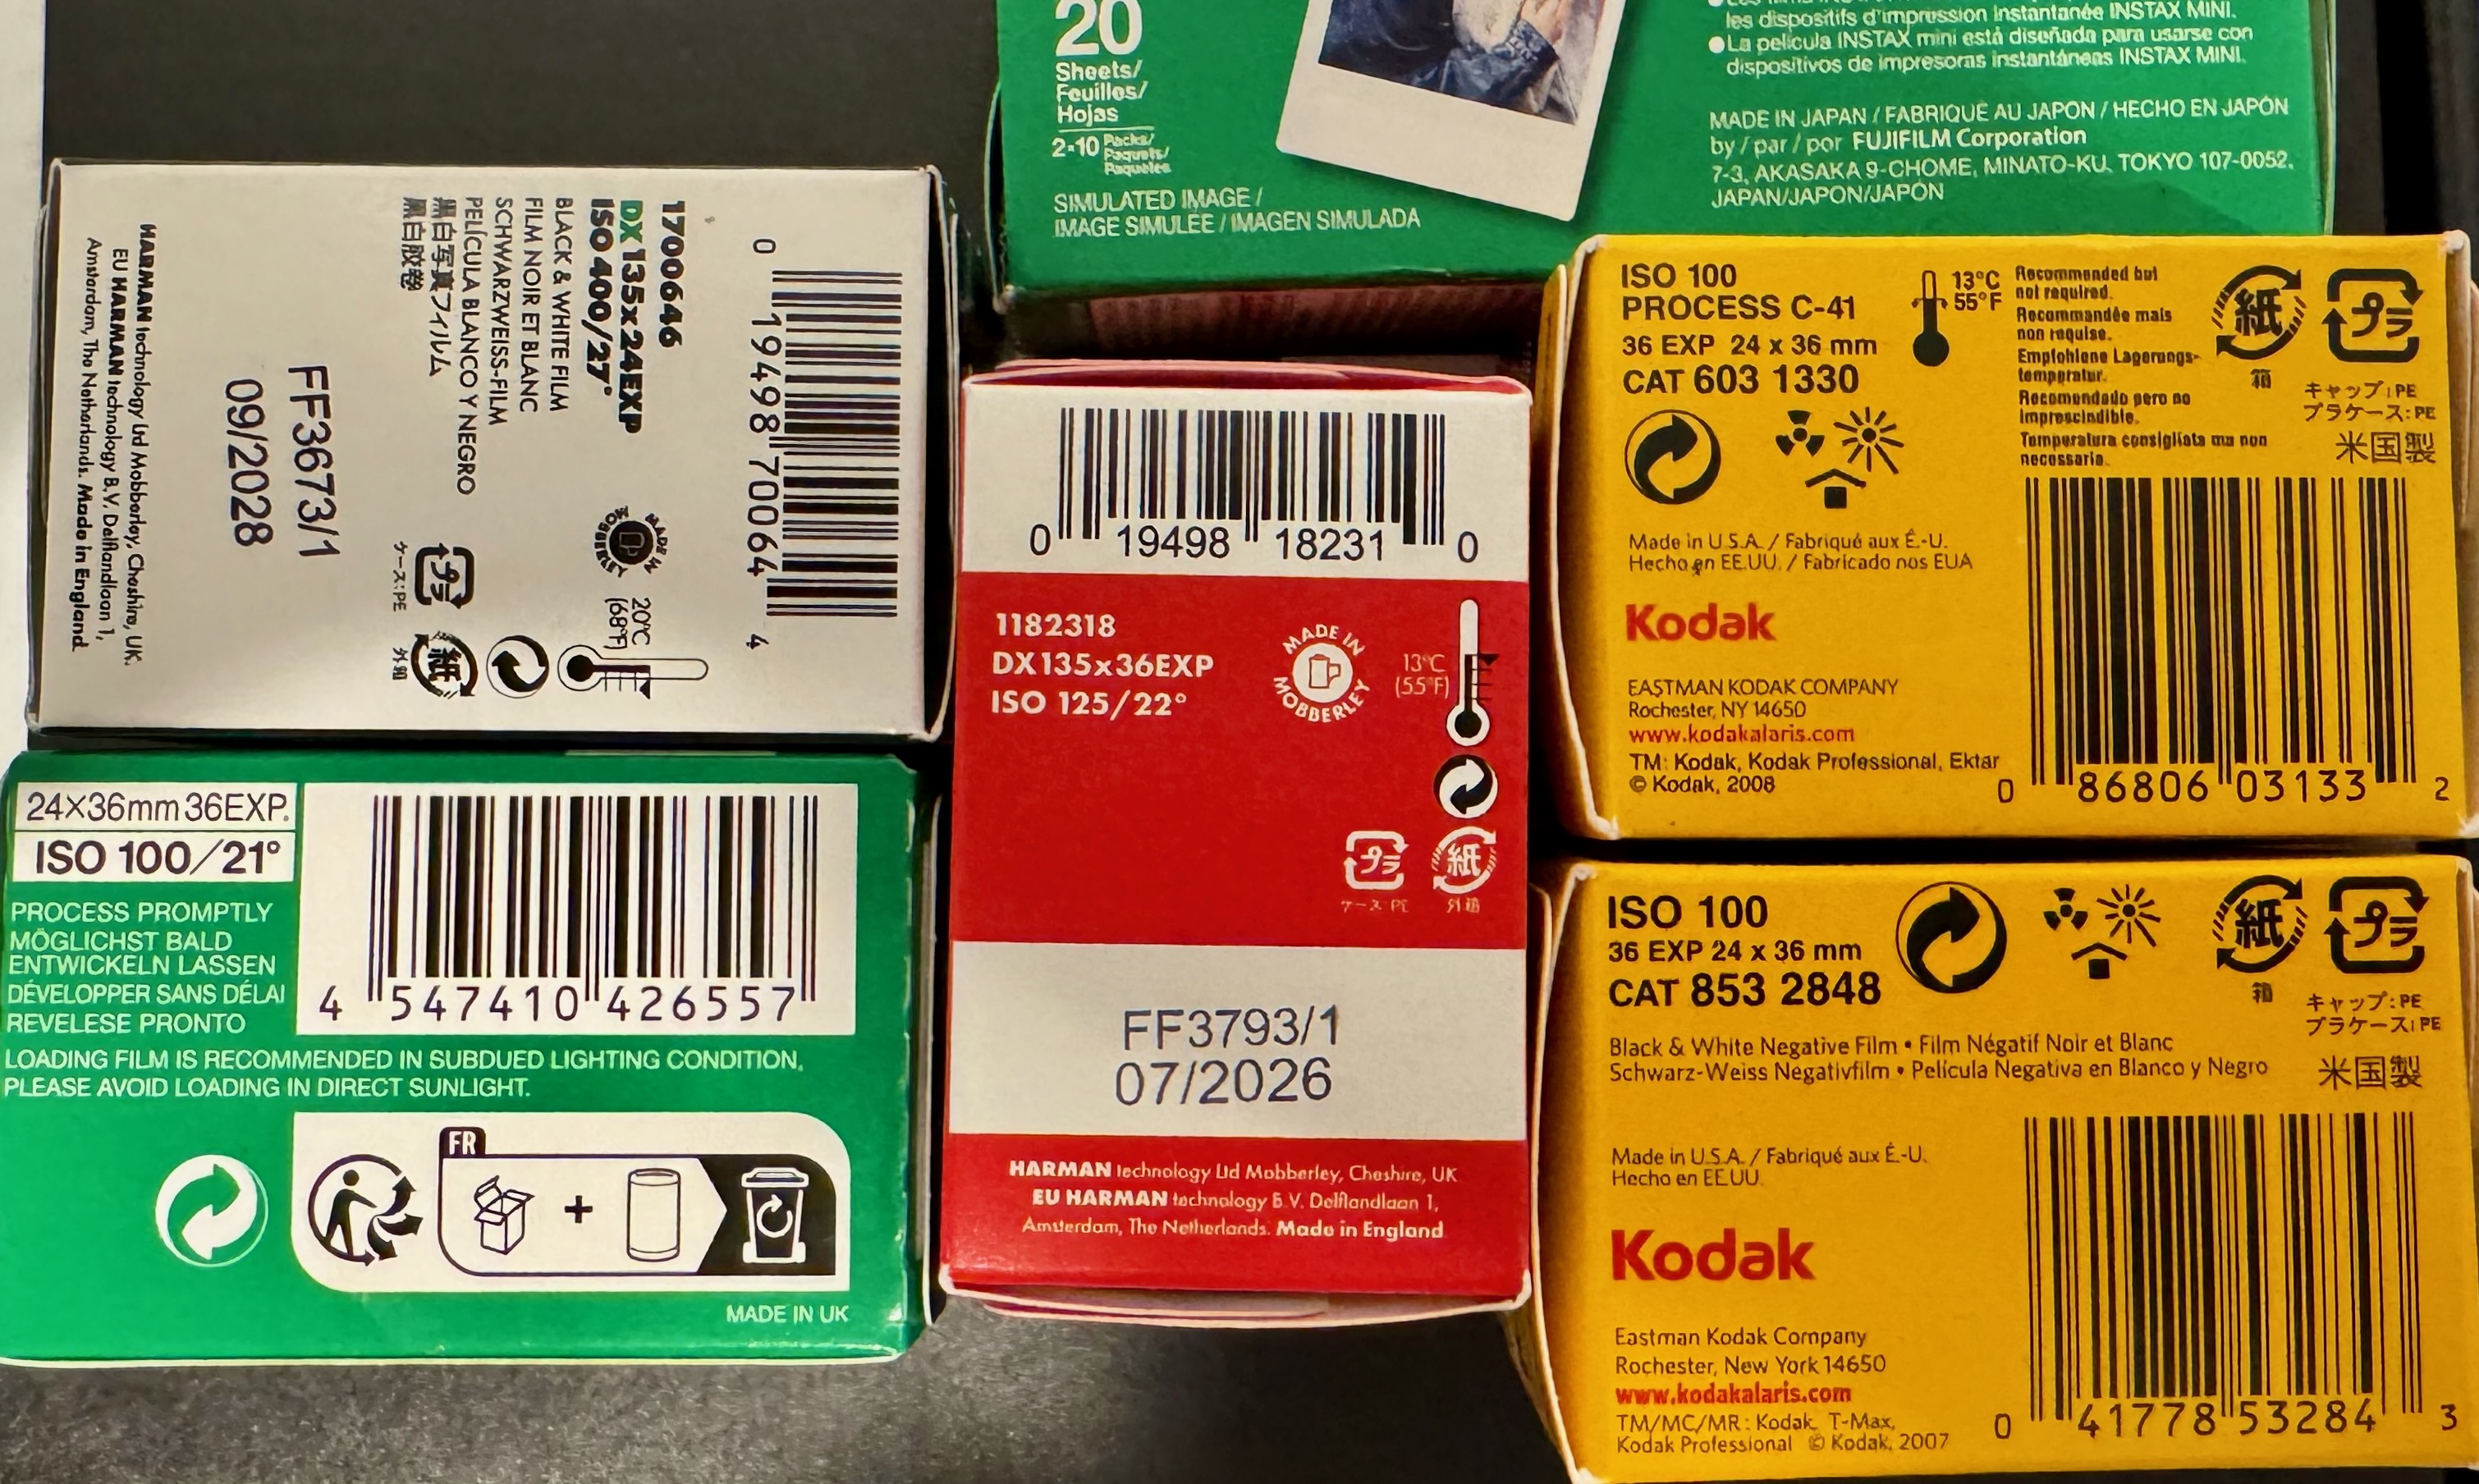 20
Sheets/
Feuilles/
Hojas
2×10 Packs/
Paquets/
Paquetes
SIMULATED IMAGE /
IMAGE SIMULÉE / IMAGEN SIMULADA
les dispositifs d'impression instantanée INSTAX MINI.
●La película INSTAX mini está diseñada para usarse con
dispositivos de impresoras instantáneas INSTAX MINI.
MADE IN JAPAN / FABRIQUÉ AU JAPON / HECHO EN JAPÓN
by / par / por FUJIFILM Corporation
7-3, AKASAKA 9-CHOME, MINATO-KU, TOKYO 107-0052,
JAPAN/JAPON/JAPÓN
0 19498 70064 4
1700646
DX 135x24EXP
ISO 400/27°
BLACK & WHITE FILM
FILM NOIR ET BLANC
SCHWARZWEISS-FILM
PELÍCULA BLANCO Y NEGRO
黒白写真フィルム
黑白胶卷
MADE IN MOBBERLEY
20°C
(68°F)
プラ
ケース:PE
紙
外箱
FF3673/1
09/2028
HARMAN technology Ltd Mobberley, Cheshire, UK.
EU HARMAN technology B.V. Delflandlaan 1,
Amsterdam, The Netherlands. Made in England
24X36mm 36EXP.
ISO 100/21°
PROCESS PROMPTLY
MÖGLICHST BALD
ENTWICKELN LASSEN
DÉVELOPPER SANS DÉLAI
REVELESE PRONTO
4 547410 426557
LOADING FILM IS RECOMMENDED IN SUBDUED LIGHTING CONDITION,
PLEASE AVOID LOADING IN DIRECT SUNLIGHT.
FR
+
MADE IN UK
0 19498 18231 0
1182318
DX 135x36EXP
ISO 125/22°
MADE IN MOBBERLEY
13°C
(55°F)
プラ
ケース:PE
紙
外箱
FF3793/1
07/2026
HARMAN technology Ltd Mobberley, Cheshire, UK
EU HARMAN technology B.V. Delflandlaan 1,
Amsterdam, The Netherlands. Made in England
ISO 100
PROCESS C-41
36 EXP 24 x 36 mm
CAT 603 1330
13°C
55°F
Recommended but
not required.
Recommandée mais
non requise.
Empfohlene Lagerungs-
temperatur.
Recomendado pero no
imprescindible.
Temperatura consigliata ma non
necessaria.
紙
箱
プラ
キャップ:PE
プラケース:PE
米国製
Made in U.S.A. / Fabriqué aux É.-U.
Hecho en EE.UU. / Fabricado nos EUA
Kodak
EASTMAN KODAK COMPANY
Rochester, NY 14650
www.kodakalaris.com
TM: Kodak, Kodak Professional, Ektar
© Kodak, 2008
0 86806 03133 2
ISO 100
36 EXP 24 x 36 mm
CAT 853 2848
紙
箱
プラ
キャップ:PE
プラケース:PE
米国製
Black & White Negative Film • Film Négatif Noir et Blanc
Schwarz-Weiss Negativfilm • Película Negativa en Blanco y Negro
Made in U.S.A. / Fabriqué aux É.-U.
Hecho en EE.UU.
Kodak
Eastman Kodak Company
Rochester, New York 14650
www.kodakalaris.com
TM/MC/MR: Kodak, T-Max,
Kodak Professional © Kodak, 2007
0 41778 53284 3